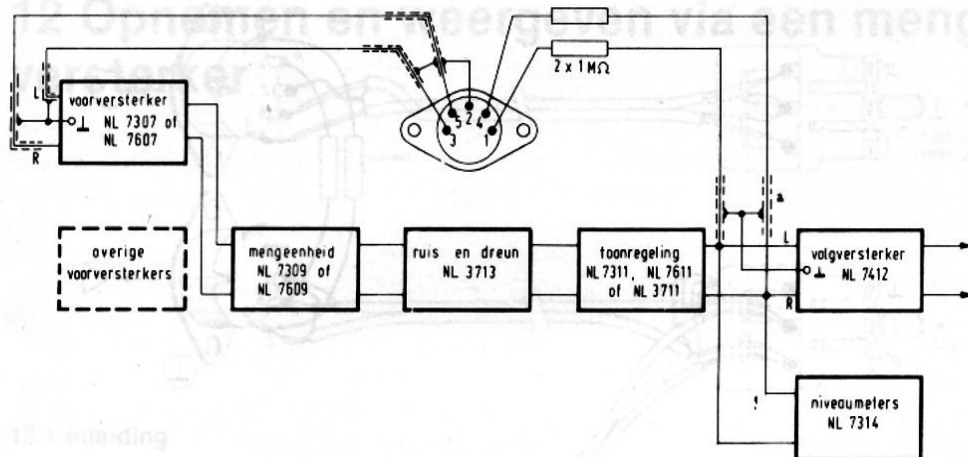 12 Opnemen en weergeven via een meng
versterker
2 x 1 MΩ
L
voorversterker
NL 7307 of
NL 7607
R
5
2
4
3
1
overige
voorversterkers
mengeenheid
NL 7309 of
NL 7609
ruis en dreun
NL 3713
toonregeling
NL 7311, NL 7611
of NL 3711
L
R
volgversterker
NL 7412
niveaumeters
NL 7314
12.1 Inleiding